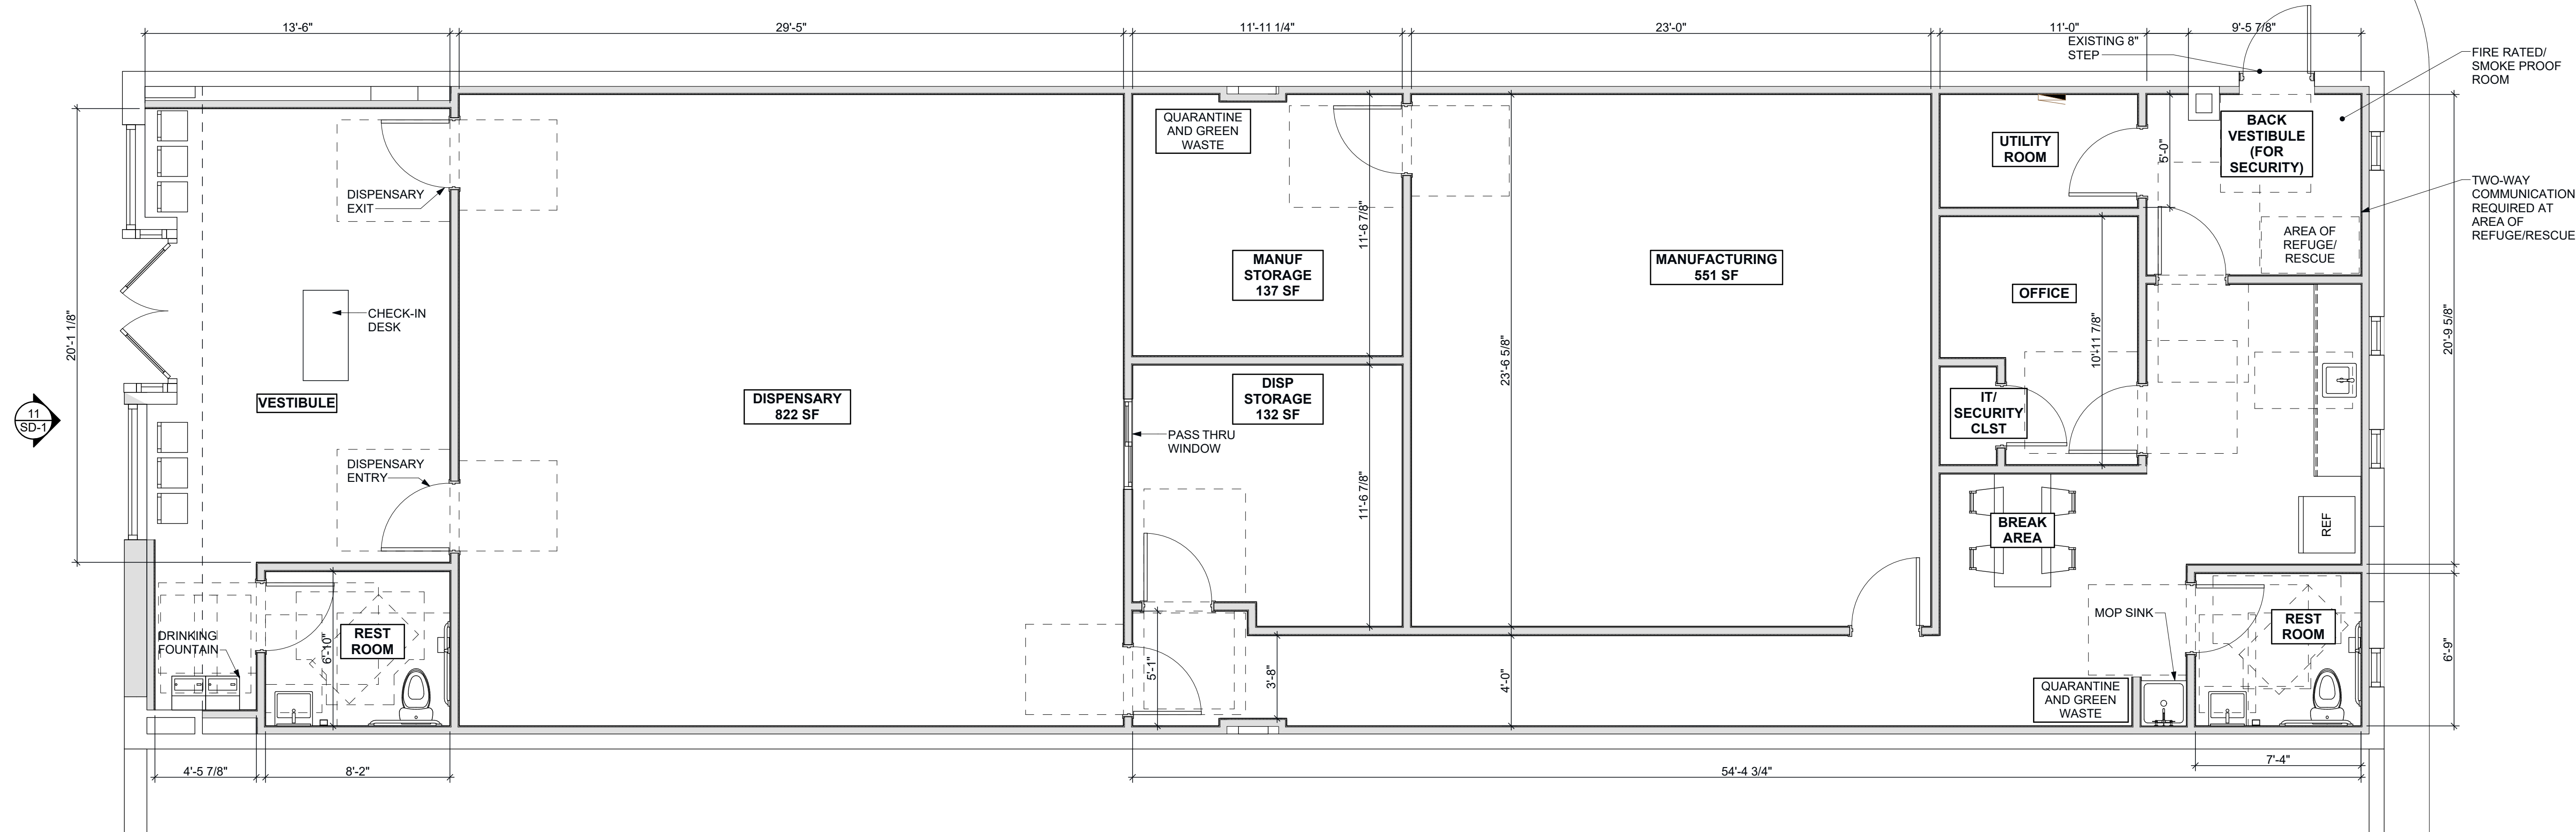 13'-6"
29'-5"
11'-11 1/4"
23'-0"
11'-0"
9'-5 7/8"
EXISTING 8"
STEP
FIRE RATED/
SMOKE PROOF
ROOM
QUARANTINE
AND GREEN
WASTE
UTILITY
ROOM
5'-0"
BACK
VESTIBULE
(FOR
SECURITY)
TWO-WAY
COMMUNICATION
REQUIRED AT
AREA OF
REFUGE/RESCUE
DISPENSARY
EXIT
11'-6 7/8"
AREA OF
REFUGE/
RESCUE
MANUF
STORAGE
137 SF
MANUFACTURING
551 SF
OFFICE
20'-1 1/8"
CHECK-IN
DESK
23'-6 5/8"
10'-11 7/8"
20'-9 5/8"
11
SD-1
VESTIBULE
DISPENSARY
822 SF
DISP
STORAGE
132 SF
IT/
SECURITY
CLST
PASS THRU
WINDOW
DISPENSARY
ENTRY
11'-6 7/8"
BREAK
AREA
REF
DRINKING
FOUNTAIN
6'-10"
REST
ROOM
MOP SINK
REST
ROOM
6'-9"
5'-1"
3'-8"
4'-0"
QUARANTINE
AND GREEN
WASTE
4'-5 7/8"
8'-2"
54'-4 3/4"
7'-4"